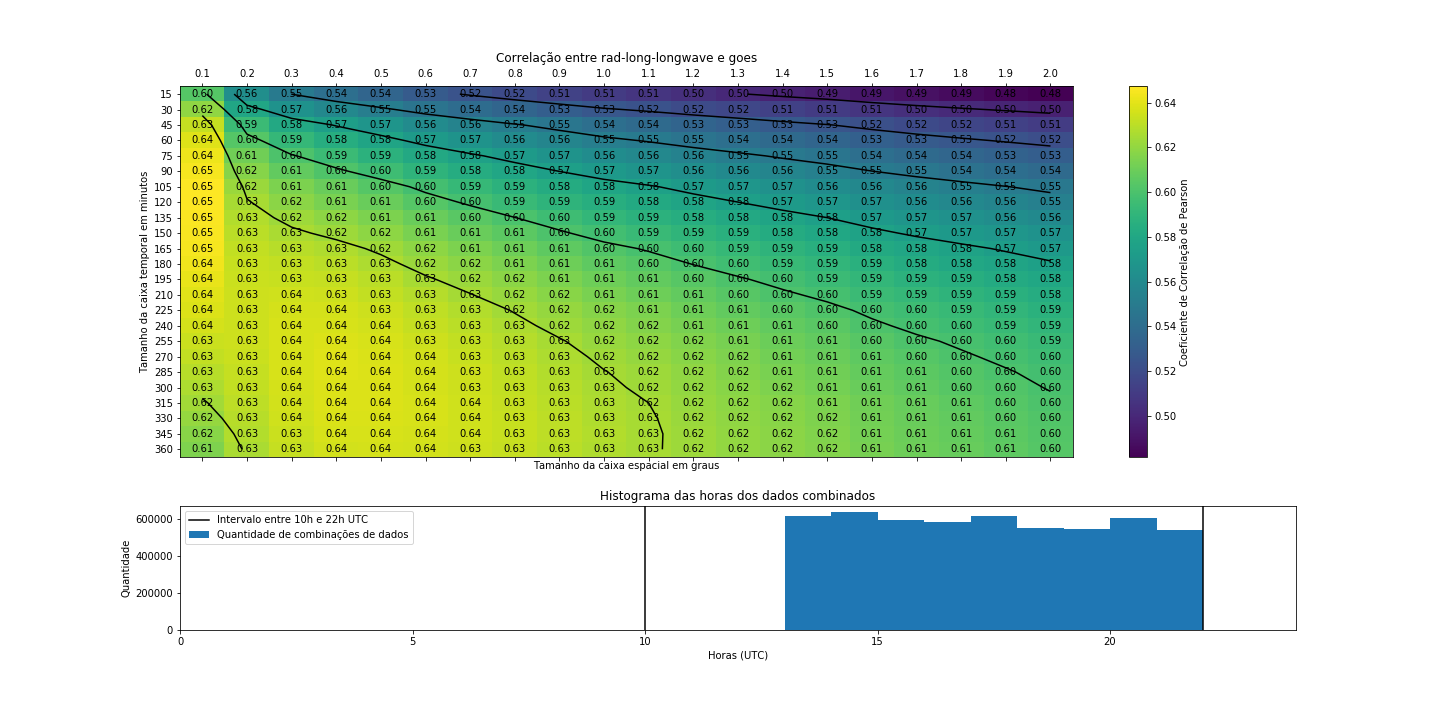 Correlação entre rad-long-longwave e goes
0.1 0.2 0.3 0.4 0.5 0.6 0.7 0.8 0.9 1.0 1.1 1.2 1.3 1.4 1.5 1.6 1.7 1.8 1.9 2.0
15 0.60 0.56 0.55 0.54 0.54 0.53 0.52 0.52 0.51 0.51 0.51 0.50 0.50 0.50 0.49 0.49 0.49 0.49 0.48 0.48
30 0.62 0.58 0.57 0.56 0.55 0.55 0.54 0.54 0.53 0.53 0.52 0.52 0.52 0.51 0.51 0.51 0.50 0.50 0.50 0.50
45 0.63 0.59 0.58 0.57 0.57 0.56 0.56 0.55 0.55 0.54 0.54 0.53 0.53 0.53 0.53 0.52 0.52 0.52 0.51 0.51
60 0.64 0.60 0.59 0.58 0.58 0.57 0.57 0.56 0.56 0.55 0.55 0.55 0.54 0.54 0.54 0.53 0.53 0.53 0.52 0.52
75 0.64 0.61 0.60 0.59 0.59 0.58 0.58 0.57 0.57 0.56 0.56 0.56 0.55 0.55 0.55 0.54 0.54 0.54 0.53 0.53
90 0.65 0.62 0.61 0.60 0.60 0.59 0.58 0.58 0.57 0.57 0.57 0.56 0.56 0.56 0.55 0.55 0.55 0.54 0.54 0.54
105 0.65 0.62 0.61 0.61 0.60 0.60 0.59 0.59 0.58 0.58 0.58 0.57 0.57 0.57 0.56 0.56 0.56 0.55 0.55 0.55
120 0.65 0.63 0.62 0.61 0.61 0.60 0.60 0.59 0.59 0.59 0.58 0.58 0.58 0.57 0.57 0.57 0.56 0.56 0.56 0.55
135 0.65 0.63 0.62 0.62 0.61 0.61 0.60 0.60 0.60 0.59 0.59 0.58 0.58 0.58 0.58 0.57 0.57 0.57 0.56 0.56
150 0.65 0.63 0.63 0.62 0.62 0.61 0.61 0.61 0.60 0.60 0.59 0.59 0.59 0.58 0.58 0.58 0.57 0.57 0.57 0.57
165 0.65 0.63 0.63 0.63 0.62 0.62 0.61 0.61 0.61 0.60 0.60 0.60 0.59 0.59 0.59 0.58 0.58 0.58 0.57 0.57
180 0.64 0.63 0.63 0.63 0.63 0.62 0.62 0.61 0.61 0.61 0.60 0.60 0.60 0.59 0.59 0.59 0.58 0.58 0.58 0.58
195 0.64 0.63 0.63 0.63 0.63 0.63 0.62 0.62 0.61 0.61 0.61 0.60 0.60 0.60 0.59 0.59 0.59 0.58 0.58 0.58
210 0.64 0.63 0.64 0.63 0.63 0.63 0.63 0.62 0.62 0.61 0.61 0.61 0.60 0.60 0.60 0.59 0.59 0.59 0.59 0.58
225 0.64 0.63 0.64 0.64 0.63 0.63 0.63 0.62 0.62 0.62 0.61 0.61 0.61 0.60 0.60 0.60 0.60 0.59 0.59 0.59
240 0.64 0.63 0.64 0.64 0.64 0.63 0.63 0.63 0.62 0.62 0.62 0.61 0.61 0.61 0.60 0.60 0.60 0.60 0.59 0.59
255 0.63 0.63 0.64 0.64 0.64 0.63 0.63 0.63 0.63 0.62 0.62 0.62 0.61 0.61 0.61 0.60 0.60 0.60 0.60 0.59
270 0.63 0.63 0.64 0.64 0.64 0.64 0.63 0.63 0.63 0.62 0.62 0.62 0.61 0.61 0.61 0.61 0.60 0.60 0.60 0.60
285 0.63 0.63 0.64 0.64 0.64 0.64 0.63 0.63 0.63 0.63 0.62 0.62 0.62 0.61 0.61 0.61 0.61 0.60 0.60 0.60
300 0.63 0.63 0.64 0.64 0.64 0.64 0.63 0.63 0.63 0.63 0.62 0.62 0.62 0.62 0.61 0.61 0.61 0.61 0.60 0.60
315 0.62 0.63 0.64 0.64 0.64 0.64 0.64 0.63 0.63 0.63 0.63 0.62 0.62 0.62 0.62 0.61 0.61 0.61 0.60 0.60
330 0.62 0.63 0.63 0.64 0.64 0.64 0.64 0.63 0.63 0.63 0.63 0.62 0.62 0.62 0.62 0.61 0.61 0.61 0.61 0.60
345 0.62 0.63 0.63 0.64 0.64 0.64 0.64 0.63 0.63 0.63 0.63 0.62 0.62 0.62 0.62 0.61 0.61 0.61 0.61 0.60
360 0.61 0.63 0.63 0.64 0.64 0.64 0.63 0.63 0.63 0.63 0.63 0.62 0.62 0.62 0.62 0.61 0.61 0.61 0.61 0.60
Tamanho da caixa temporal em minutos
Tamanho da caixa espacial em graus
0.64
0.62
0.60
0.58
0.56
0.54
0.52
0.50
Coeficiente de Correlação de Pearson
Histograma das horas dos dados combinados
Intervalo entre 10h e 22h UTC
Quantidade de combinações de dados
600000
400000
200000
0
Quantidade
0 5 10 15 20
Horas (UTC)